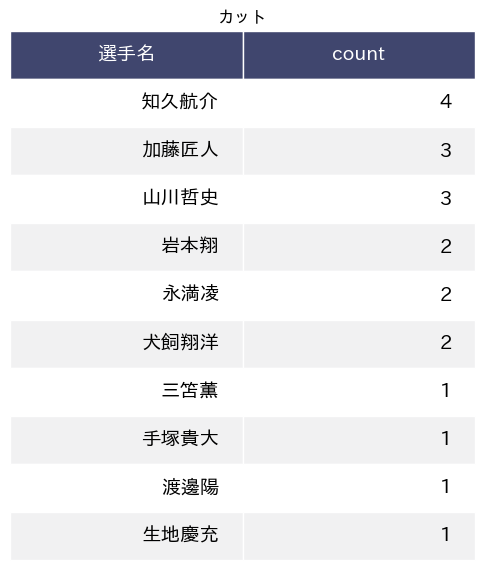 カット
選手名 count
知久航介 4
加藤匠人 3
山川哲史 3
岩本翔 2
永満凌 2
犬飼翔洋 2
三笘薫 1
手塚貴大 1
渡邊陽 1
生地慶充 1